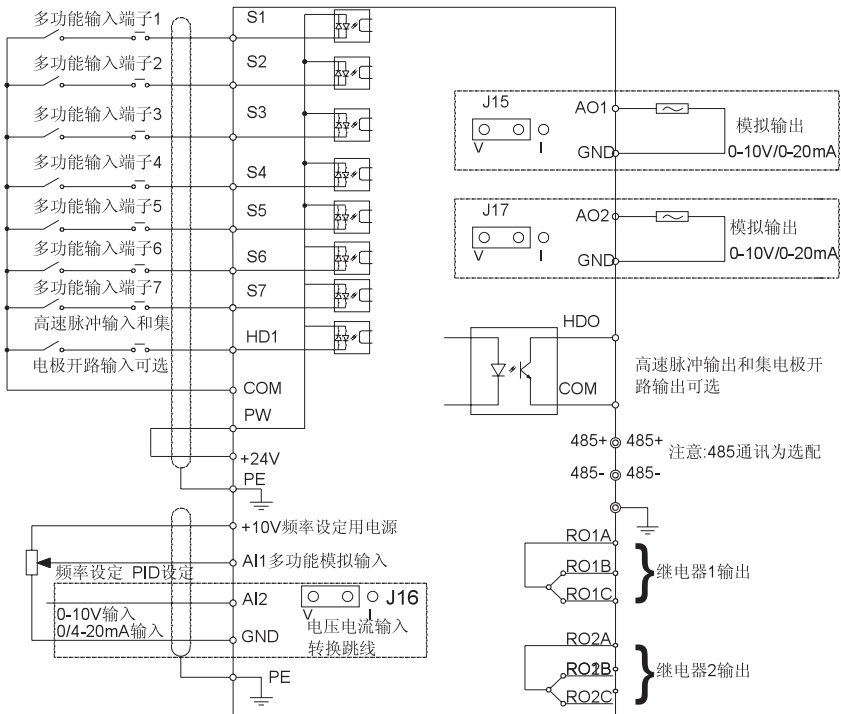 多功能输入端子1
S1
多功能输入端子2
S2
多功能输入端子3
S3
多功能输入端子4
S4
多功能输入端子5
S5
多功能输入端子6
S6
多功能输入端子7
S7
高速脉冲输入和集
电极开路输入可选
HD1
COM
PW
+24V
PE
+10V频率设定用电源
AI1多功能模拟输入
频率设定 PID设定
AI2
0-10V输入
0/4-20mA输入
GND
V
I
J16
电压电流输入
转换跳线
PE
J15
V
I
AO1
GND
模拟输出
0-10V/0-20mA
J17
V
I
AO2
GND
模拟输出
0-10V/0-20mA
HDO
COM
高速脉冲输出和集电极开
路输出可选
485+ 485+
485- 485-
注意:485通讯为选配
RO1A
RO1B
RO1C
继电器1输出
RO2A
RO2B
RO2C
继电器2输出